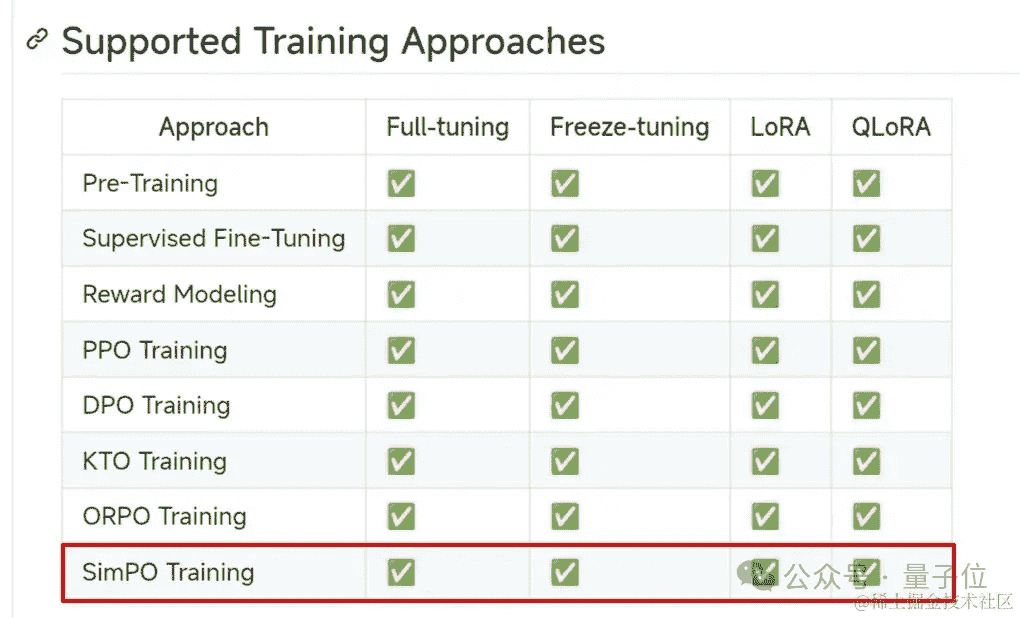 Supported Training Approaches
Approach Full-tuning Freeze-tuning LoRA QLoRA
Pre-Training ✅ ✅ ✅ ✅
Supervised Fine-Tuning ✅ ✅ ✅ ✅
Reward Modeling ✅ ✅ ✅ ✅
PPO Training ✅ ✅ ✅ ✅
DPO Training ✅ ✅ ✅ ✅
KTO Training ✅ ✅ ✅ ✅
ORPO Training ✅ ✅ ✅ ✅
SimPO Training ✅ ✅ ✅ ✅
公众号 · 量子位
@稀土掘金技术社区